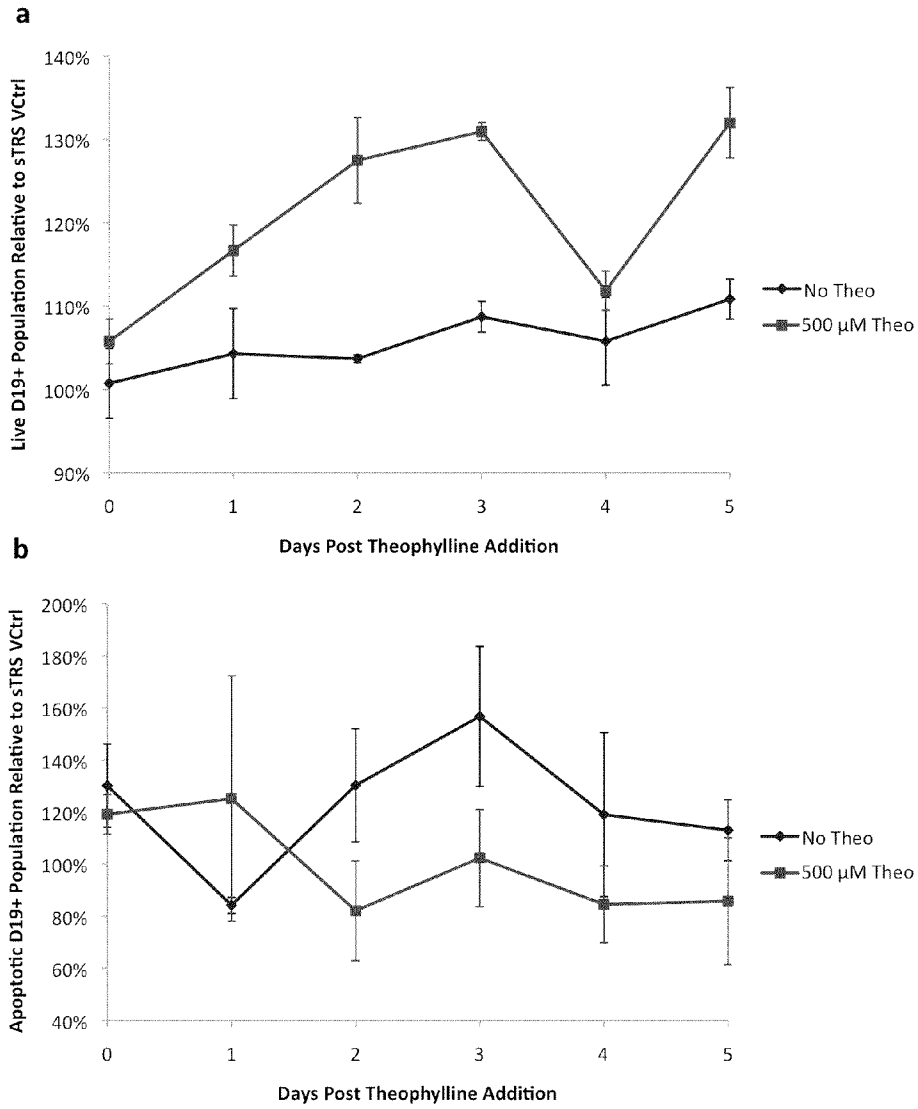 a
Live D19+ Population Relative to sTRS VCtrl
140%
130%
120%
110%
100%
90%
0 1 2 3 4 5
Days Post Theophylline Addition
No Theo
500 µM Theo
b
Apoptotic D19+ Population Relative to sTRS VCtrl
200%
180%
160%
140%
120%
100%
80%
60%
40%
0 1 2 3 4 5
Days Post Theophylline Addition
No Theo
500 µM Theo